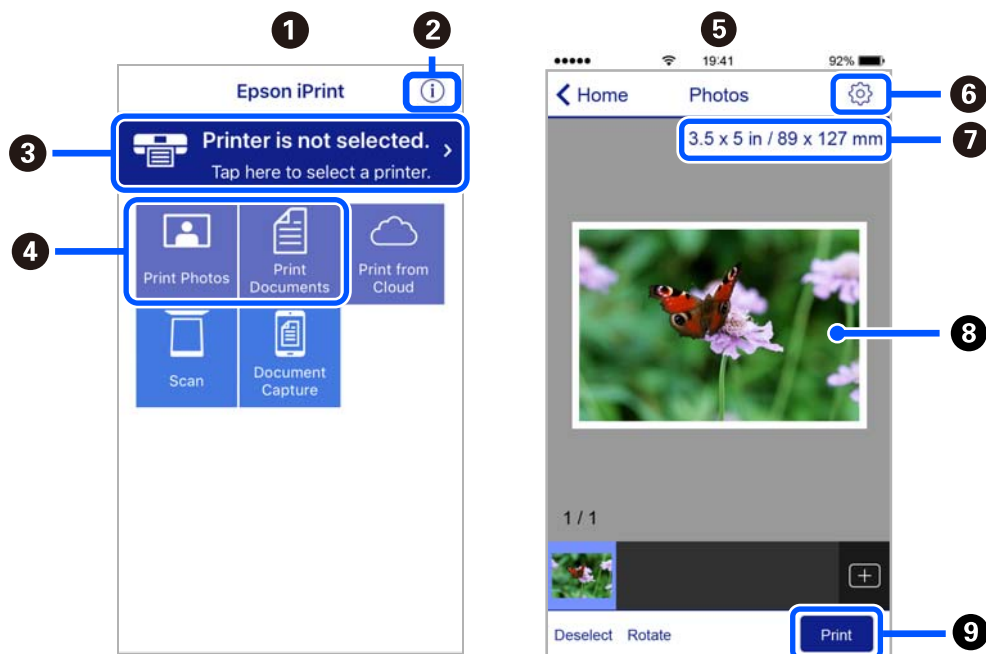 1
2
Epson iPrint
i
3
Printer is not selected.
Tap here to select a printer.
4
Print Photos
Print
Documents
Print from
Cloud
Scan
Document
Capture
5
19:41
92%
Home
Photos
6
3.5 x 5 in / 89 x 127 mm
7
8
1 / 1
Deselect
Rotate
Print
9